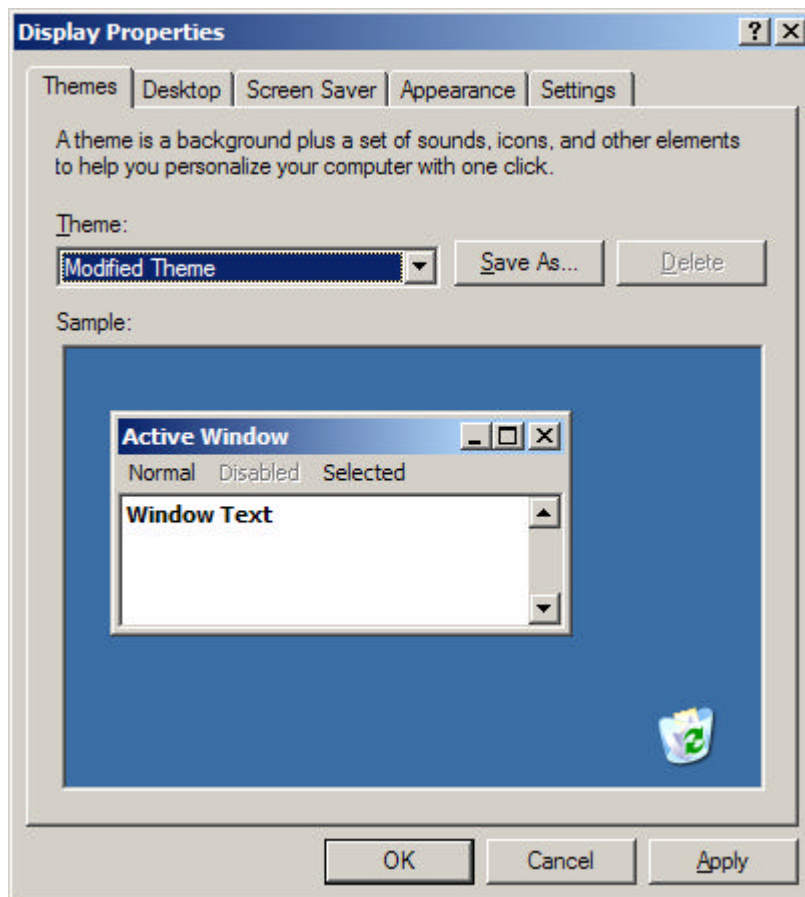 Display Properties
Themes Desktop Screen Saver Appearance Settings
A theme is a background plus a set of sounds, icons, and other elements
to help you personalize your computer with one click.
Theme:
Modified Theme Save As... Delete
Sample:
Active Window
Normal Disabled Selected
Window Text
OK Cancel Apply